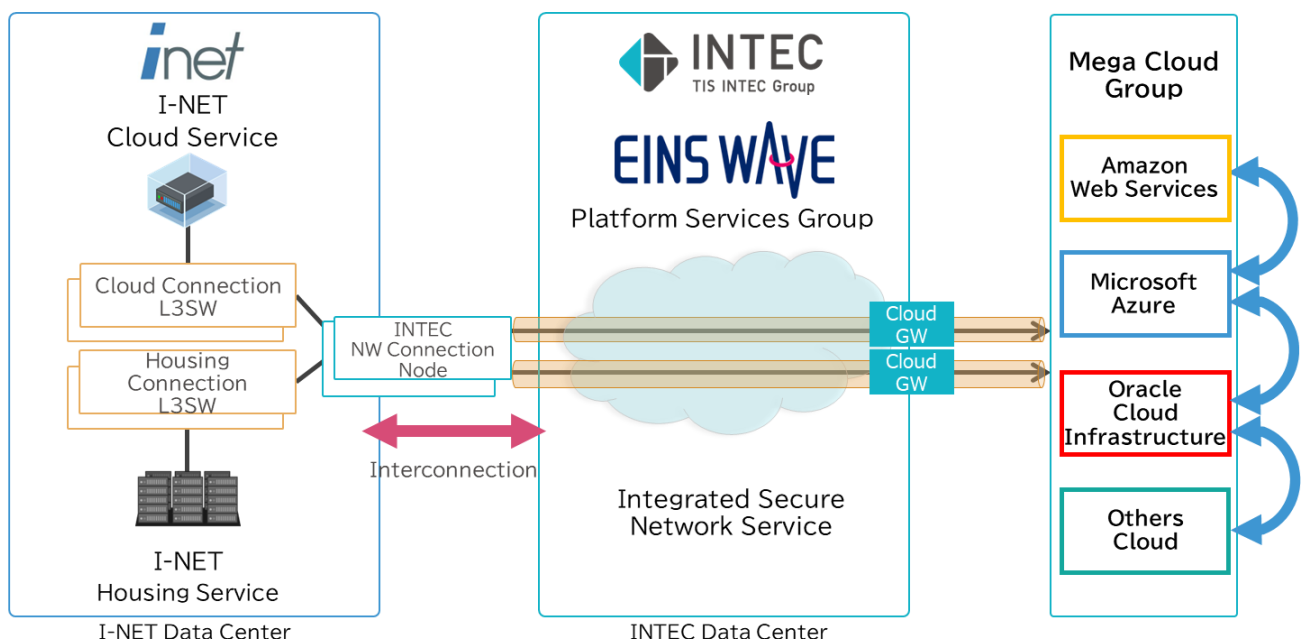 inet
I-NET
Cloud Service
Cloud Connection
L3SW
Housing
Connection
L3SW
I-NET
Housing Service
I-NET Data Center
INTEC
NW Connection
Node
Interconnection
INTEC
TIS INTEC Group
EINS WAVE
Platform Services Group
Cloud
GW
Cloud
GW
Integrated Secure
Network Service
INTEC Data Center
Mega Cloud
Group
Amazon
Web Services
Microsoft
Azure
Oracle
Cloud
Infrastructure
Others
Cloud